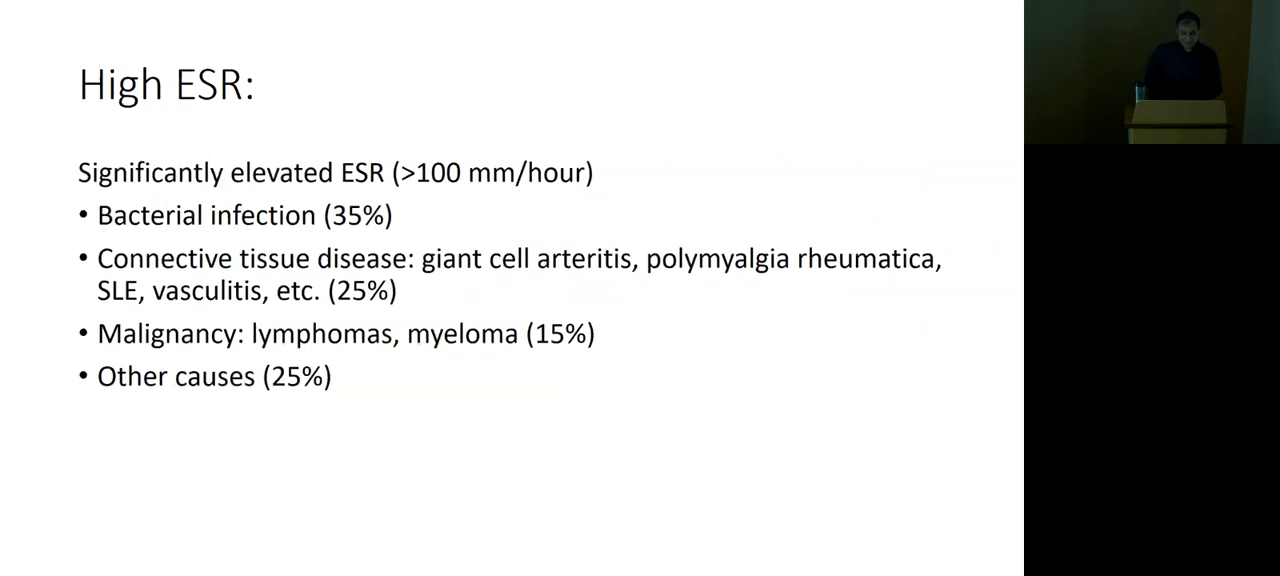 High ESR:
Significantly elevated ESR (>100 mm/hour)
• Bacterial infection (35%)
• Connective tissue disease: giant cell arteritis, polymyalgia rheumatica,
SLE, vasculitis, etc. (25%)
• Malignancy: lymphomas, myeloma (15%)
• Other causes (25%)